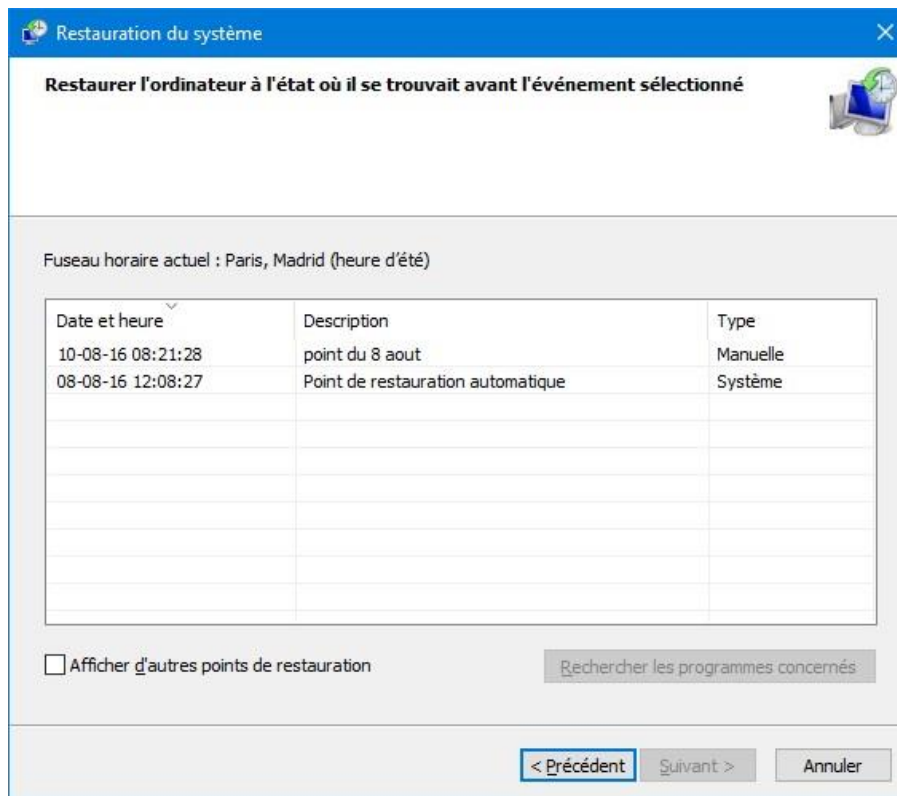 Restauration du système
Restaurer l'ordinateur à l'état où il se trouvait avant l'événement sélectionné
Fuseau horaire actuel : Paris, Madrid (heure d’été)
Date et heure Description Type
10-08-16 08:21:28 point du 8 aout Manuelle
08-08-16 12:08:27 Point de restauration automatique Système
Afficher d'autres points de restauration Rechercher les programmes concernés
< Précédent Suivant > Annuler